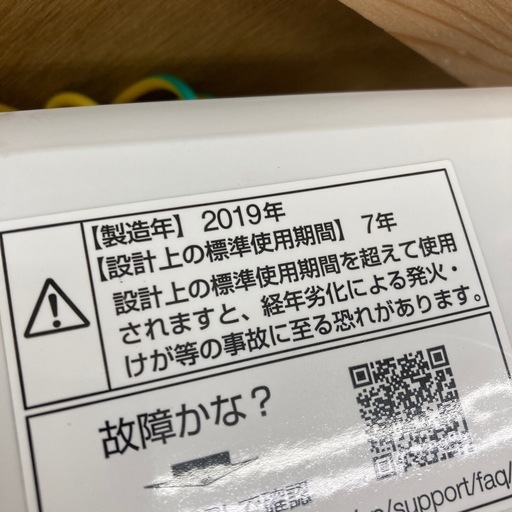 【製造年】 2019年
【設計上の標準使用期間】 7年
設計上の標準使用期間を超えて使用
されますと、経年劣化による発火・
けが等の事故に至る恐れがあります。
故障かな？
確認
/support/faq/